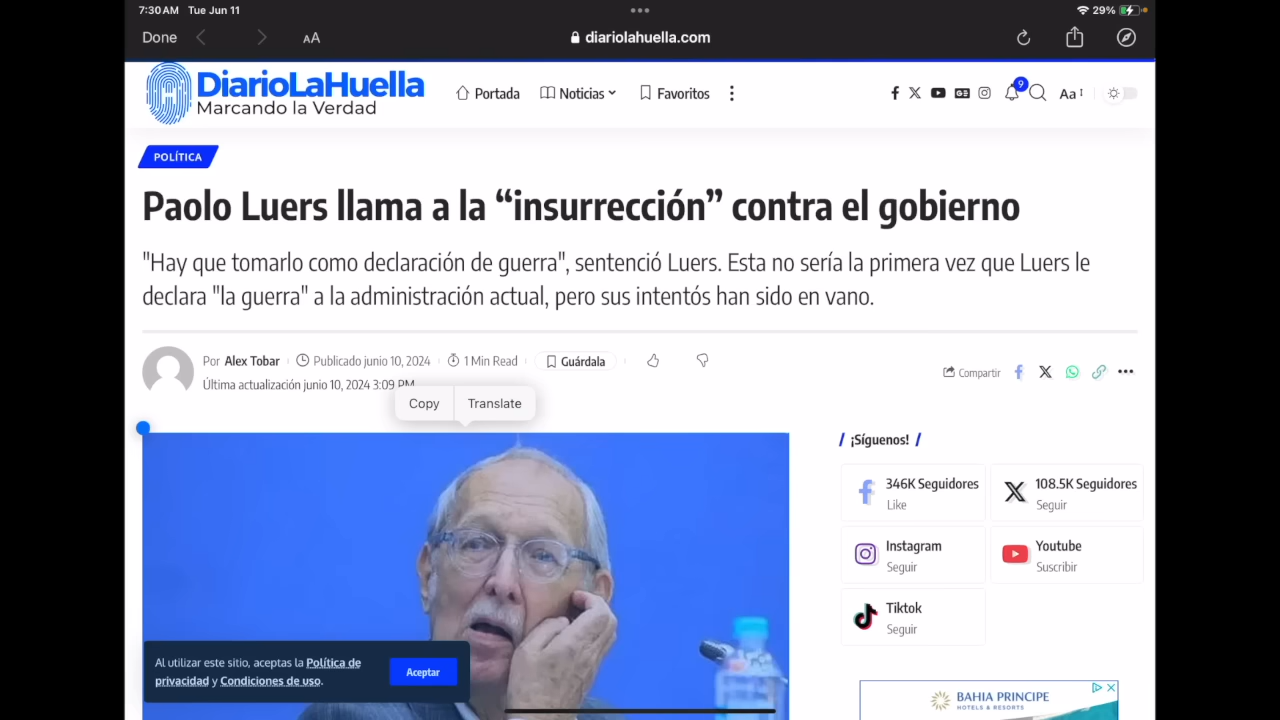 7:30 AM Tue Jun 11
29%
Done
AA
diariolahuella.com
DiarioLaHuella
Marcando la Verdad
Portada
Noticias
Favoritos
9
Aa
POLÍTICA
Paolo Luers llama a la “insurrección” contra el gobierno
"Hay que tomarlo como declaración de guerra", sentenció Luers. Esta no sería la primera vez que Luers le
declara "la guerra" a la administración actual, pero sus intentós han sido en vano.
Por Alex Tobar
Publicado junio 10, 2024
1 Min Read
Guárdala
Última actualización junio 10, 2024 3:09 PM
Compartir
Copy
Translate
¡Síguenos!
346K Seguidores
Like
108.5K Seguidores
Seguir
Instagram
Seguir
Youtube
Suscribir
Tiktok
Seguir
Al utilizar este sitio, aceptas la Política de
privacidad y Condiciones de uso.
Aceptar
BAHIA PRINCIPE
HOTELS & RESORTS